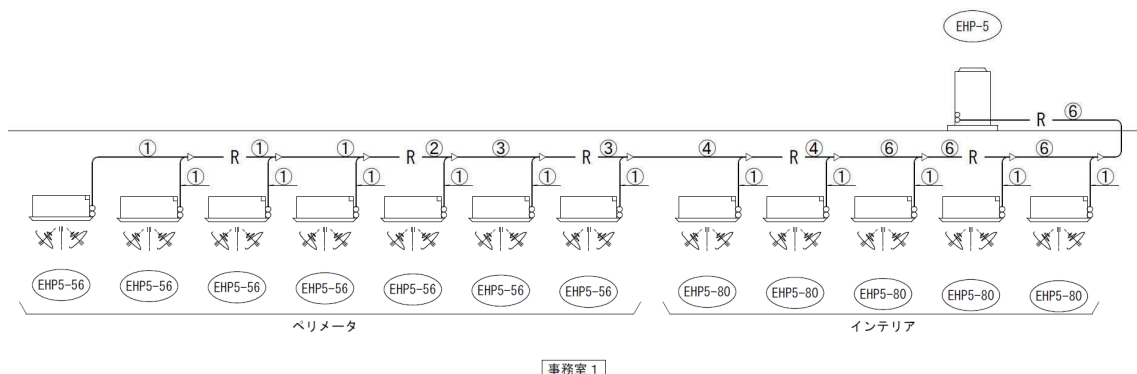 EHP-5
R ⑥
① R ① ① R ② ③ R ③ ④ R ④ ⑥ ⑥ R ⑥
① ① ① ① ① ① ① ① ① ① ①
EHP5-56 EHP5-56 EHP5-56 EHP5-56 EHP5-56 EHP5-56 EHP5-56 EHP5-80 EHP5-80 EHP5-80 EHP5-80 EHP5-80
ペリメータ インテリア
事務室1